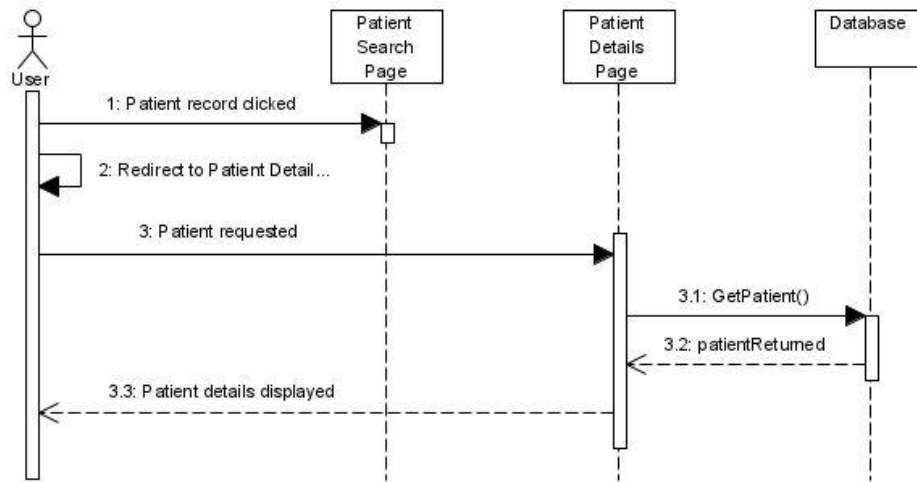 Patient
Search
Page
Patient
Details
Page
Database
User
1: Patient record clicked
2: Redirect to Patient Detail...
3: Patient requested
3.1: GetPatient()
3.2: patientReturned
3.3: Patient details displayed